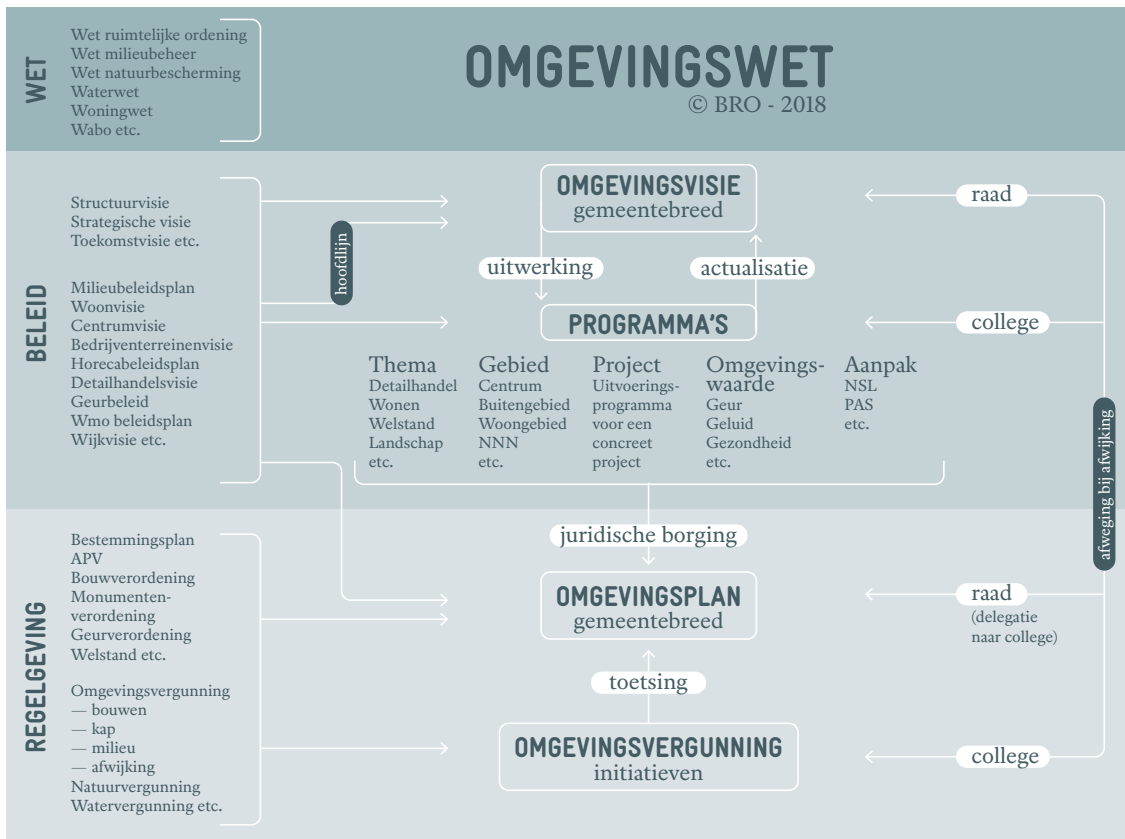 WET
Wet ruimtelijke ordening
Wet milieubeheer
Wet natuurbescherming
Waterwet
Woningwet
Wabo etc.
OMGEVINGSWET
© BRO - 2018
BELEID
Structuurvisie
Strategische visie
Toekomstvisie etc.
Milieubeleidsplan
Woonvisie
Centrumvisie
Bedrijventerreinenvisie
Horecabeleidsplan
Detailhandelsvisie
Geurbeleid
Wmo beleidsplan
Wijkvisie etc.
hoofdlijn
OMGEVINGSVISIE
gemeentebreed
raad
uitwerking
actualisatie
PROGRAMMA'S
college
Thema
Detailhandel
Wonen
Welstand
Landschap
etc.
Gebied
Centrum
Buitengebied
Woongebied
NNN
etc.
Project
Uitvoerings-
programma
voor een
concreet
project
Omgevings-
waarde
Geur
Geluid
Gezondheid
etc.
Aanpak
NSL
PAS
etc.
afweging bij afwijking
REGELGEVING
Bestemmingsplan
APV
Bouwverordening
Monumenten-
verordening
Geurverordening
Welstand etc.
Omgevingsvergunning
— bouwen
— kap
— milieu
— afwijking
Natuurvergunning
Watervergunning etc.
juridische borging
OMGEVINGSPLAN
gemeentebreed
raad
(delegatie
naar college)
toetsing
OMGEVINGSVERGUNNING
initiatieven
college